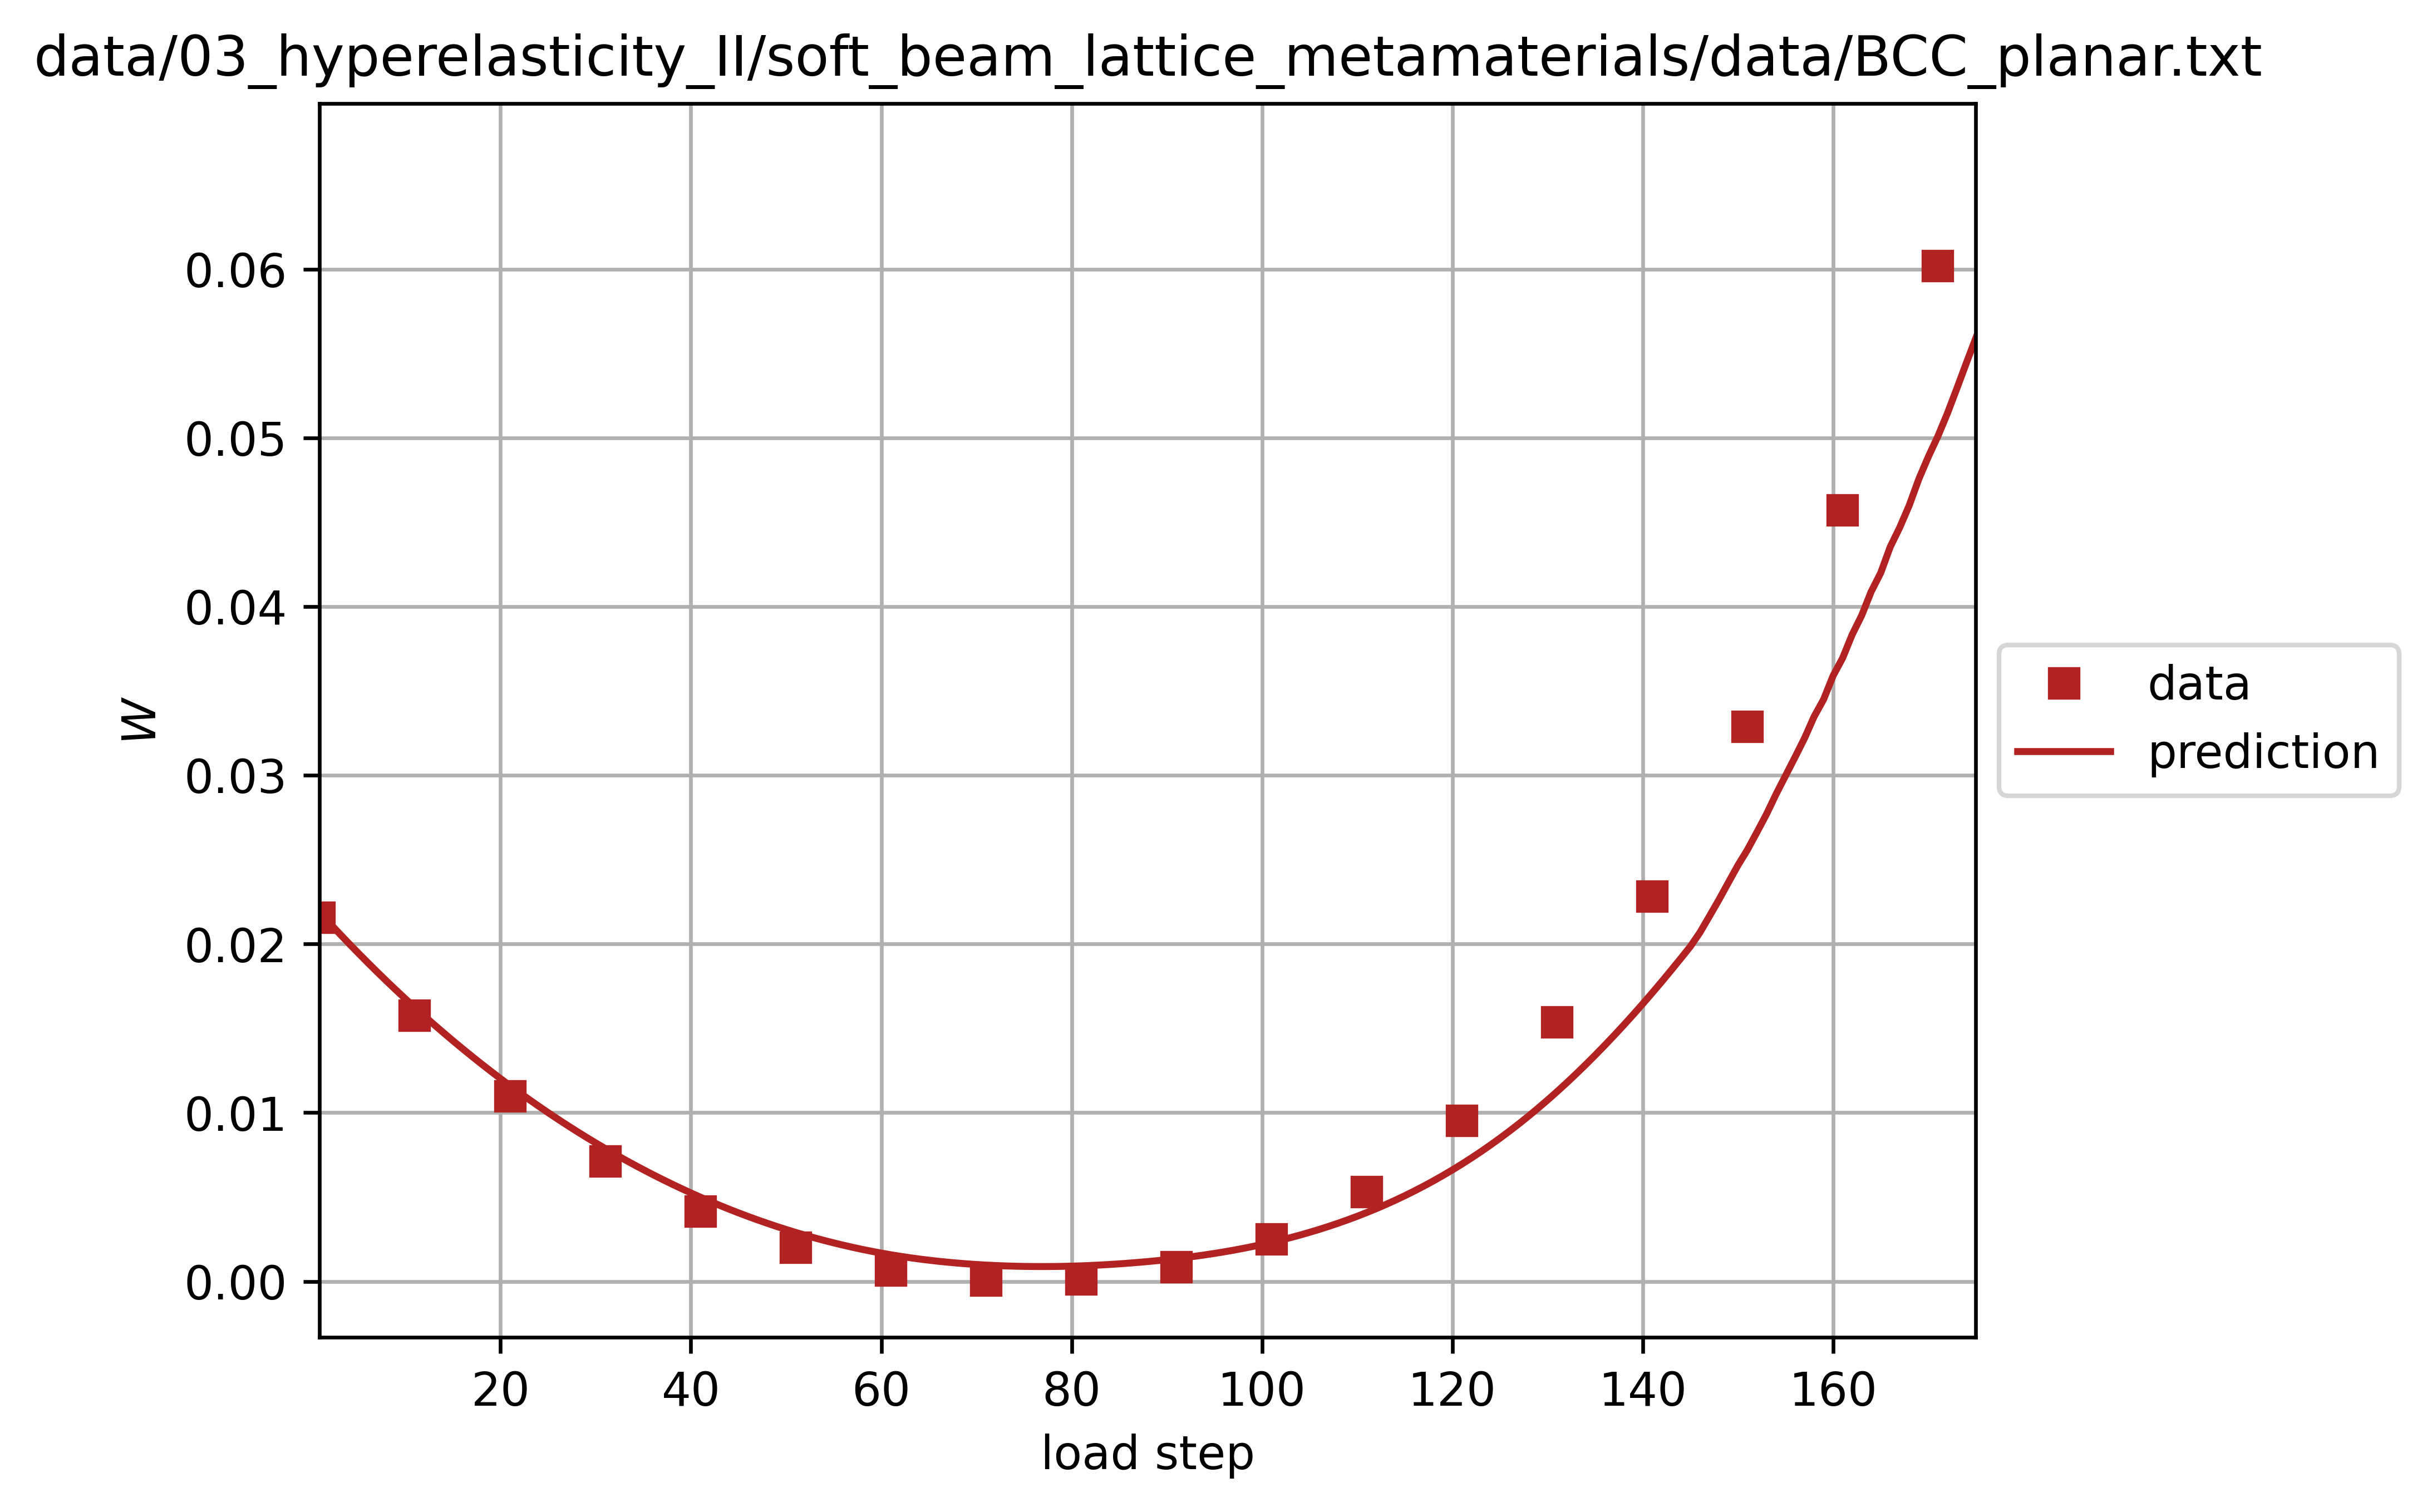 data/03_hyperelasticity_II/soft_beam_lattice_metamaterials/data/BCC_planar.txt
0.06
0.05
0.04
0.03
0.02
0.01
0.00
W
20 40 60 80 100 120 140 160
load step
data
prediction